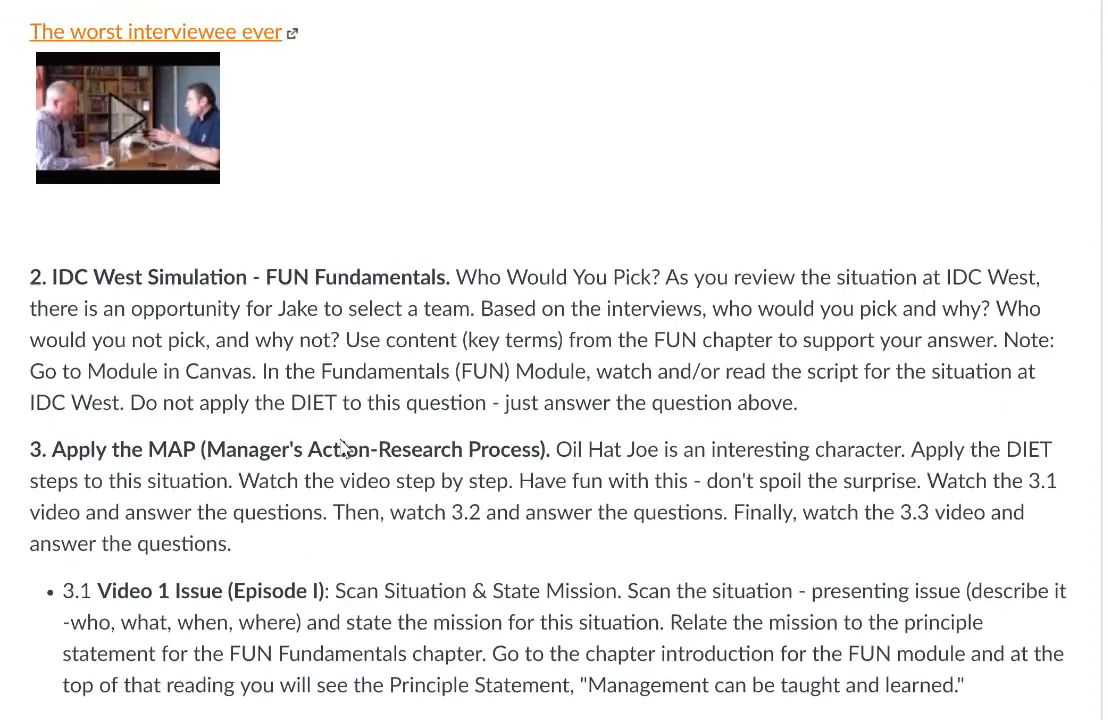 The worst interviewee ever
2. IDC West Simulation - FUN Fundamentals. Who Would You Pick? As you review the situation at IDC West,
there is an opportunity for Jake to select a team. Based on the interviews, who would you pick and why? Who
would you not pick, and why not? Use content (key terms) from the FUN chapter to support your answer. Note:
Go to Module in Canvas. In the Fundamentals (FUN) Module, watch and/or read the script for the situation at
IDC West. Do not apply the DIET to this question - just answer the question above.
3. Apply the MAP (Manager's Action-Research Process). Oil Hat Joe is an interesting character. Apply the DIET
steps to this situation. Watch the video step by step. Have fun with this - don't spoil the surprise. Watch the 3.1
video and answer the questions. Then, watch 3.2 and answer the questions. Finally, watch the 3.3 video and
answer the questions.
• 3.1 Video 1 Issue (Episode I): Scan Situation & State Mission. Scan the situation - presenting issue (describe it
-who, what, when, where) and state the mission for this situation. Relate the mission to the principle
statement for the FUN Fundamentals chapter. Go to the chapter introduction for the FUN module and at the
top of that reading you will see the Principle Statement, "Management can be taught and learned."